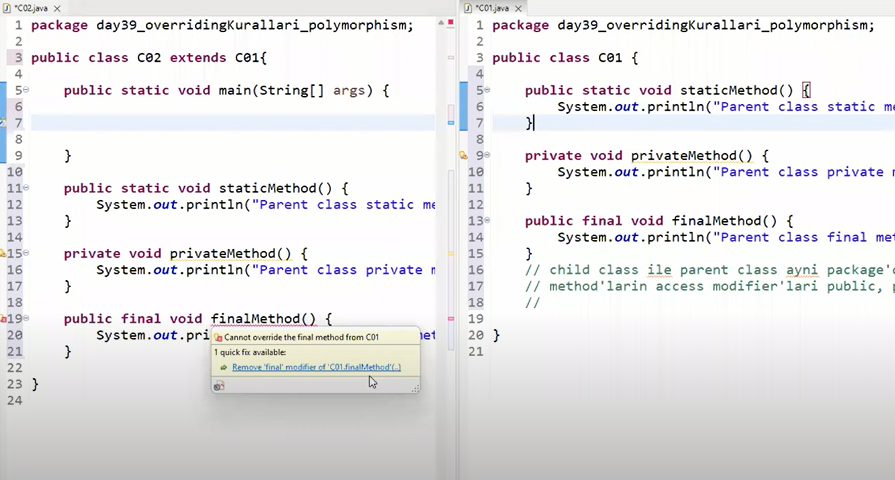 *C02.java
1 package day39_overridingKurallari_polymorphism;
2
3 public class C02 extends C01{
4
5 public static void main(String[] args) {
6
7
8
9 }
10
11 public static void staticMethod() {
12 System.out.println("Parent class static me
13 }
14
15 private void privateMethod() {
16 System.out.println("Parent class private m
17 }
18
19 public final void finalMethod() {
20 System.out.pri
21 }
22
23 }
24
Cannot override the final method from C01
1 quick fix available:
Remove 'final' modifier of 'C01.finalMethod'(..)
*C01.java
1 package day39_overridingKurallari_polymorphism;
2
3 public class C01 {
4
5 public static void staticMethod() {
6 System.out.println("Parent class static me
7 }
8
9 private void privateMethod() {
10 System.out.println("Parent class private m
11 }
12
13 public final void finalMethod() {
14 System.out.println("Parent class final met
15 }
16 // child class ile parent class ayni package'
17 // method'larin access modifier'lari public, p
18 //
19
20 }
21